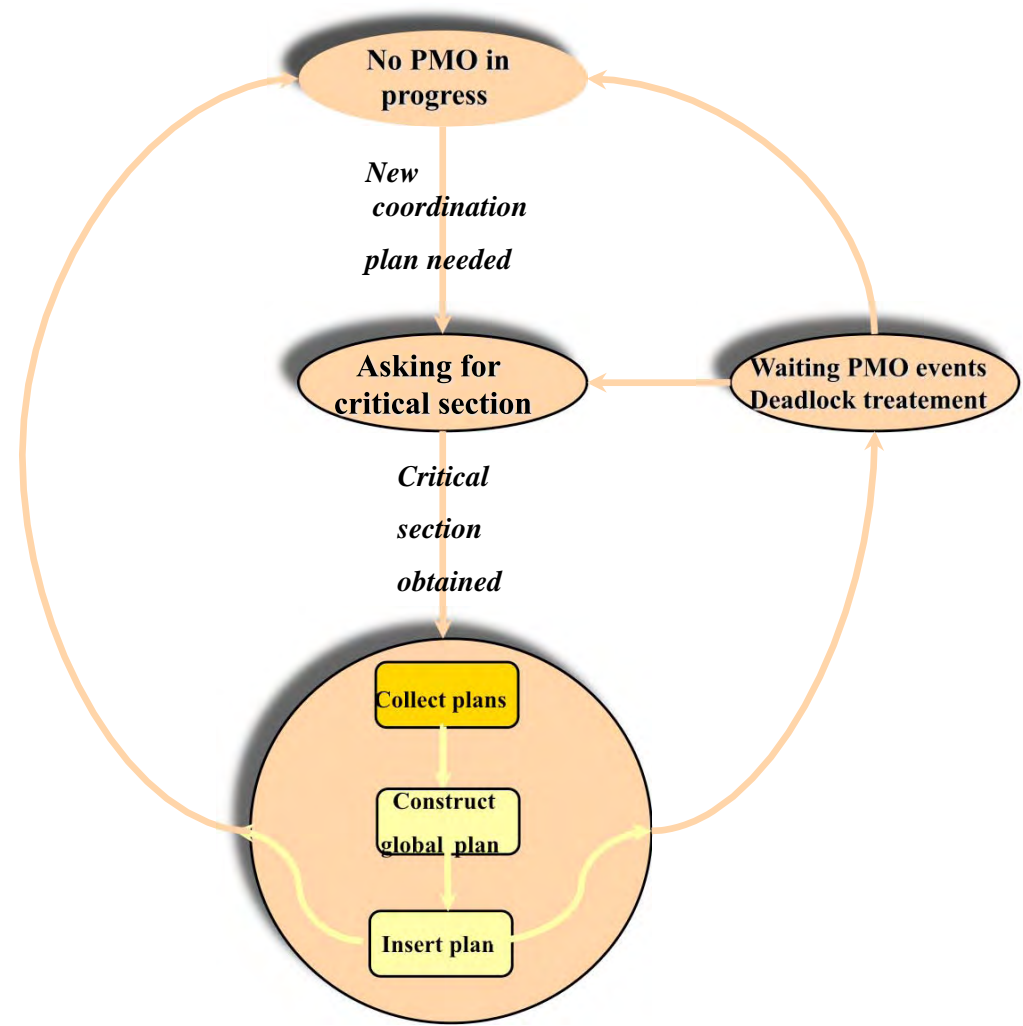 No PMO in
progress
New
coordination
plan needed
Asking for
critical section
Waiting PMO events
Deadlock treatement
Critical
section
obtained
Collect plans
Construct
global plan
Insert plan